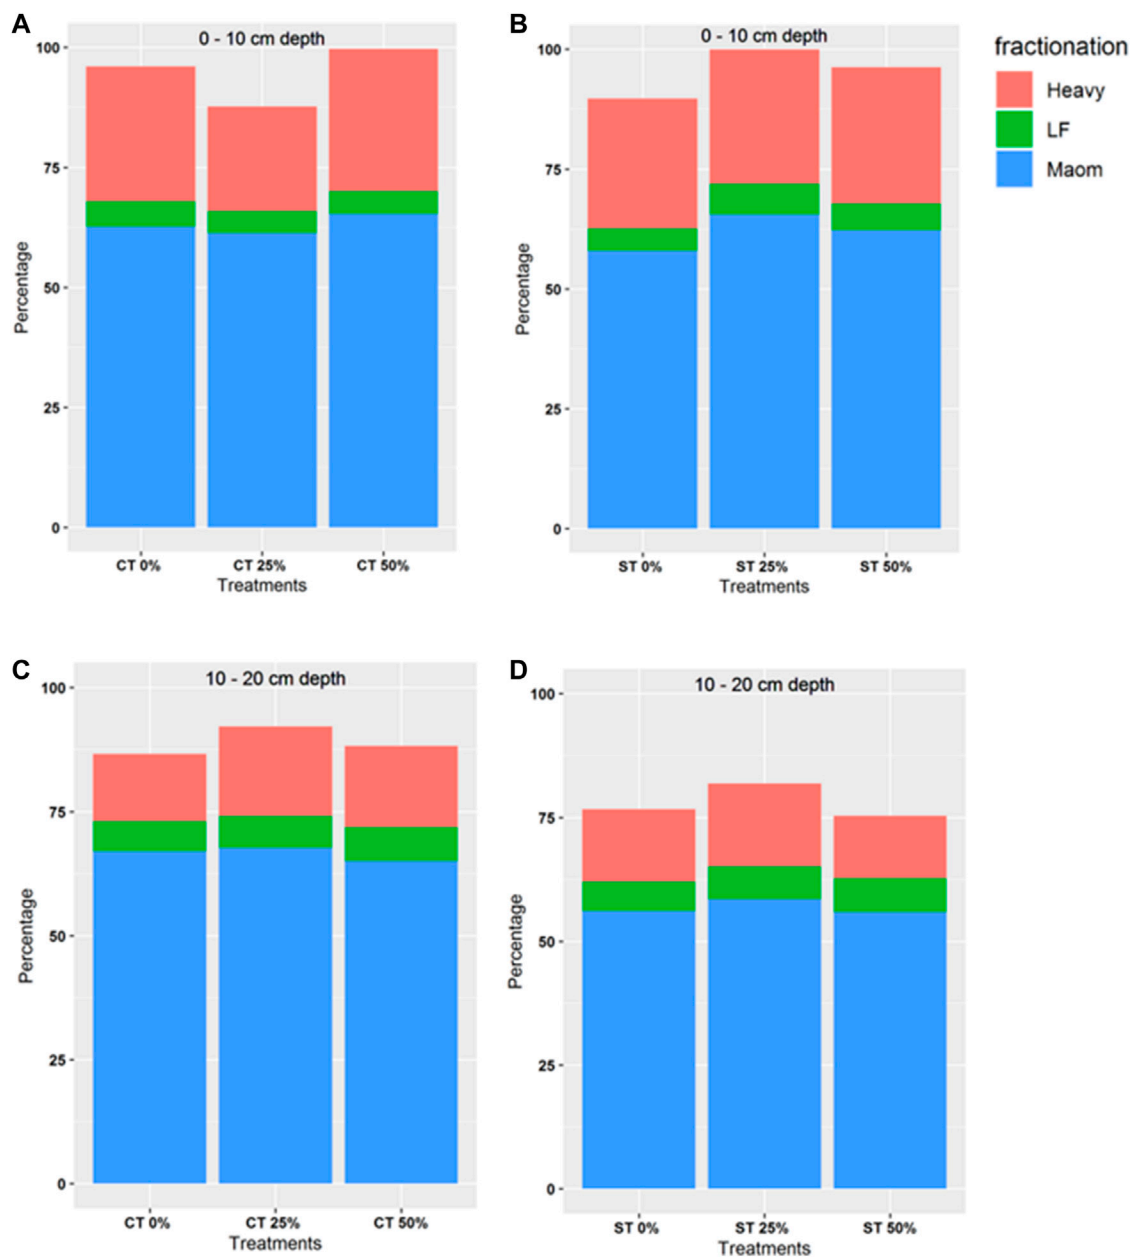 A
0 - 10 cm depth
100
75
50
25
0
Percentage
CT 0% CT 25% CT 50%
Treatments
B
0 - 10 cm depth
100
75
50
25
0
Percentage
ST 0% ST 25% ST 50%
Treatments
fractionation
Heavy
LF
Maom
C
10 - 20 cm depth
100
75
50
25
0
Percentage
CT 0% CT 25% CT 50%
Treatments
D
10 - 20 cm depth
100
75
50
25
0
Percentage
ST 0% ST 25% ST 50%
Treatments